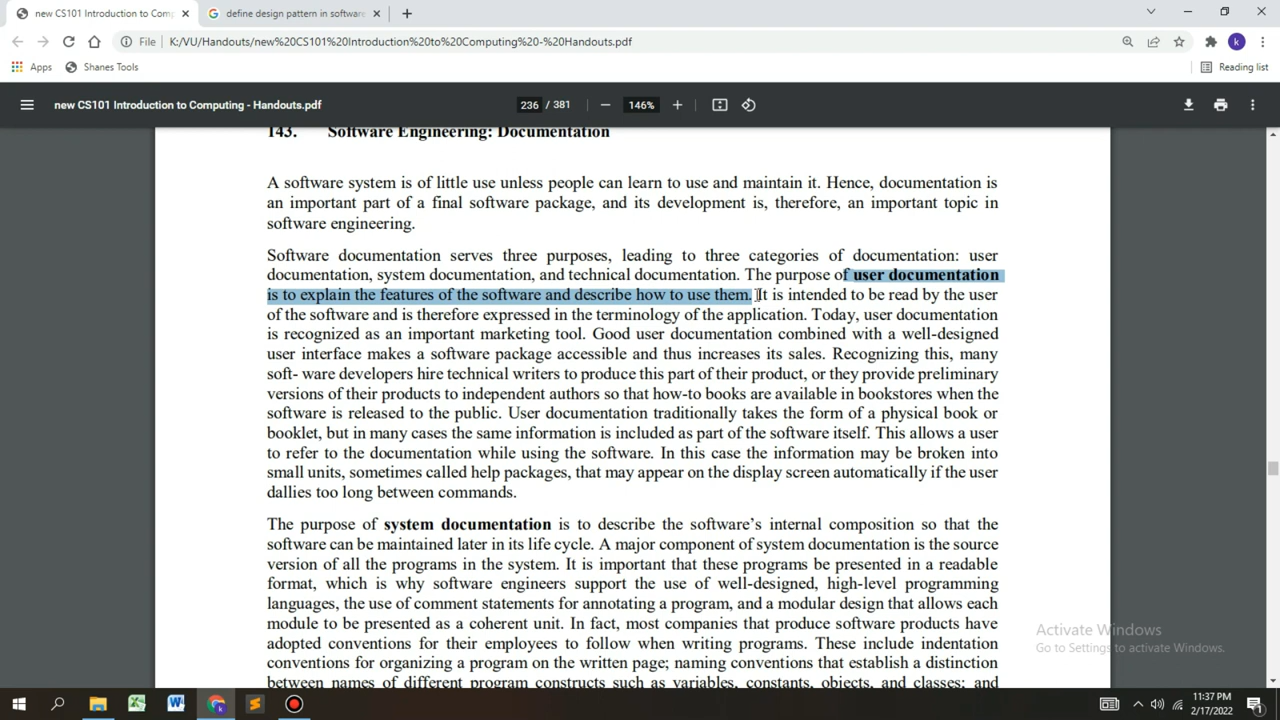 new CS101 Introduction to Comp
define design pattern in software
File
K:/VU/Handouts/new%20CS101%20Introduction%20to%20Computing%20-%20Handouts.pdf
Apps
Shanes Tools
Reading list
new CS101 Introduction to Computing - Handouts.pdf
236 / 381
146%
143. Software Engineering: Documentation
A software system is of little use unless people can learn to use and maintain it. Hence, documentation is
an important part of a final software package, and its development is, therefore, an important topic in
software engineering.
Software documentation serves three purposes, leading to three categories of documentation: user
documentation, system documentation, and technical documentation. The purpose of user documentation
is to explain the features of the software and describe how to use them. It is intended to be read by the user
of the software and is therefore expressed in the terminology of the application. Today, user documentation
is recognized as an important marketing tool. Good user documentation combined with a well-designed
user interface makes a software package accessible and thus increases its sales. Recognizing this, many
soft- ware developers hire technical writers to produce this part of their product, or they provide preliminary
versions of their products to independent authors so that how-to books are available in bookstores when the
software is released to the public. User documentation traditionally takes the form of a physical book or
booklet, but in many cases the same information is included as part of the software itself. This allows a user
to refer to the documentation while using the software. In this case the information may be broken into
small units, sometimes called help packages, that may appear on the display screen automatically if the user
dallies too long between commands.
The purpose of system documentation is to describe the software's internal composition so that the
software can be maintained later in its life cycle. A major component of system documentation is the source
version of all the programs in the system. It is important that these programs be presented in a readable
format, which is why software engineers support the use of well-designed, high-level programming
languages, the use of comment statements for annotating a program, and a modular design that allows each
module to be presented as a coherent unit. In fact, most companies that produce software products have
adopted conventions for their employees to follow when writing programs. These include indentation
conventions for organizing a program on the written page; naming conventions that establish a distinction
between names of different program constructs such as variables, constants, objects, and classes; and
Activate Windows
Go to Settings to activate Windows.
11:37 PM
2/17/2022